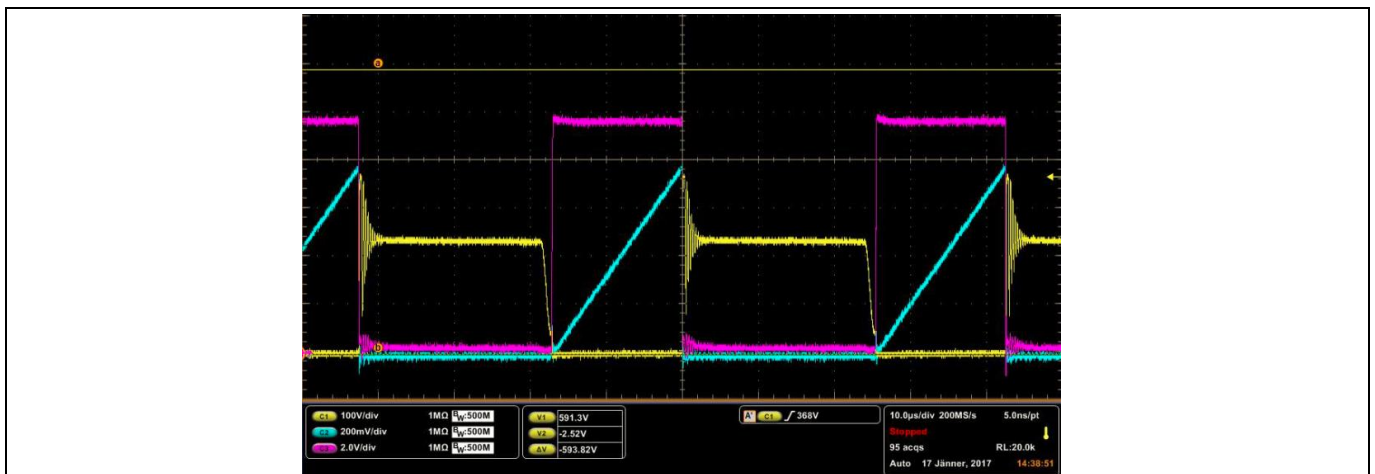 a
b
C1 100V/div 1MΩ BW:500M
C2 200mV/div 1MΩ BW:500M
2.0V/div 1MΩ BW:500M
V1 591.3V
V2 -2.52V
ΔV -593.82V
A' C1 368V
10.0µs/div 200MS/s 5.0ns/pt
Stopped
95 acqs RL:20.0k
Auto 17 Jänner, 2017 14:38:51